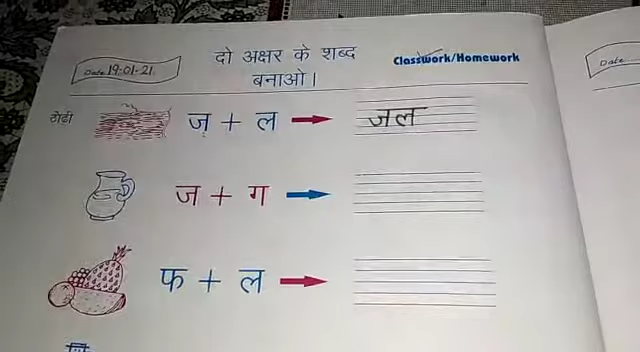 Date 19-01-21
दो अक्षर के शब्द
बनाओ।
Classwork/Homework
ज + ल → जल
ज + ग →
फ + ल →
Date